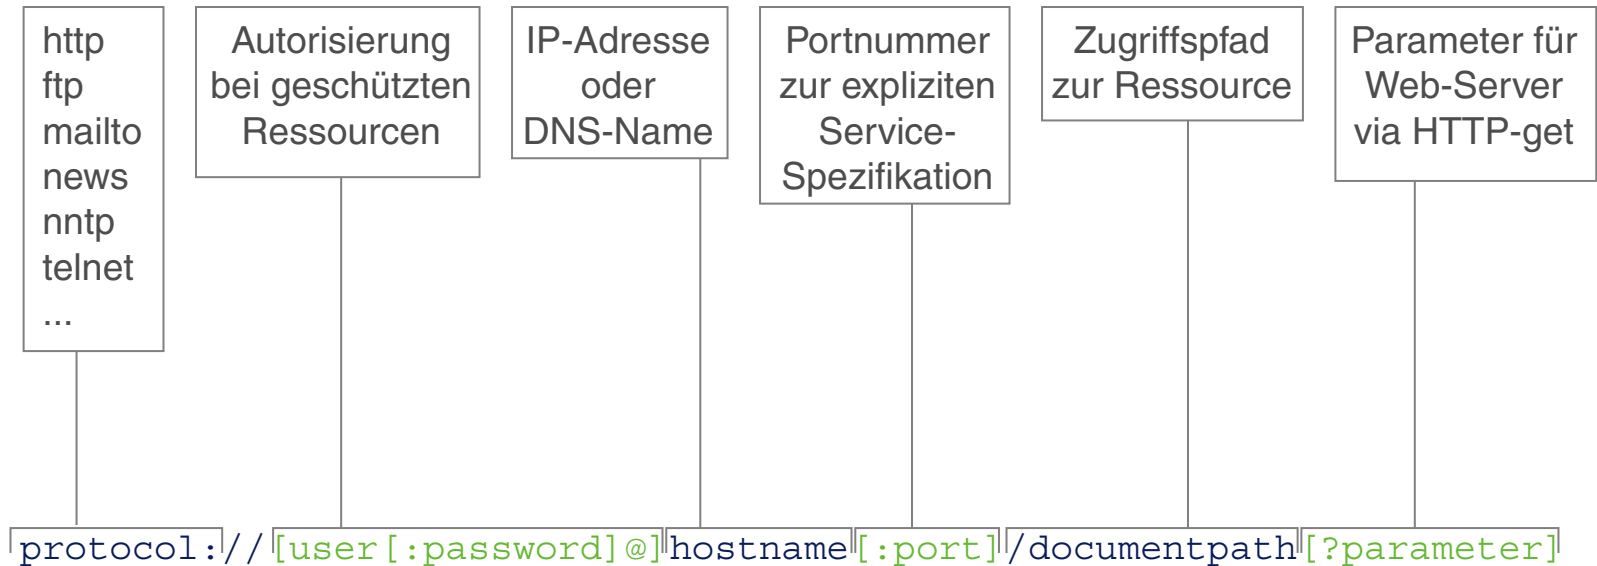 http
ftp
mailto
news
nntp
telnet
...
Autorisierung
bei geschützten
Ressourcen
IP-Adresse
oder
DNS-Name
Portnummer
zur expliziten
Service-
Spezifikation
Zugriffspfad
zur Ressource
Parameter für
Web-Server
via HTTP-get
protocol://[user[:password]@]hostname[:port]/documentpath[?parameter]